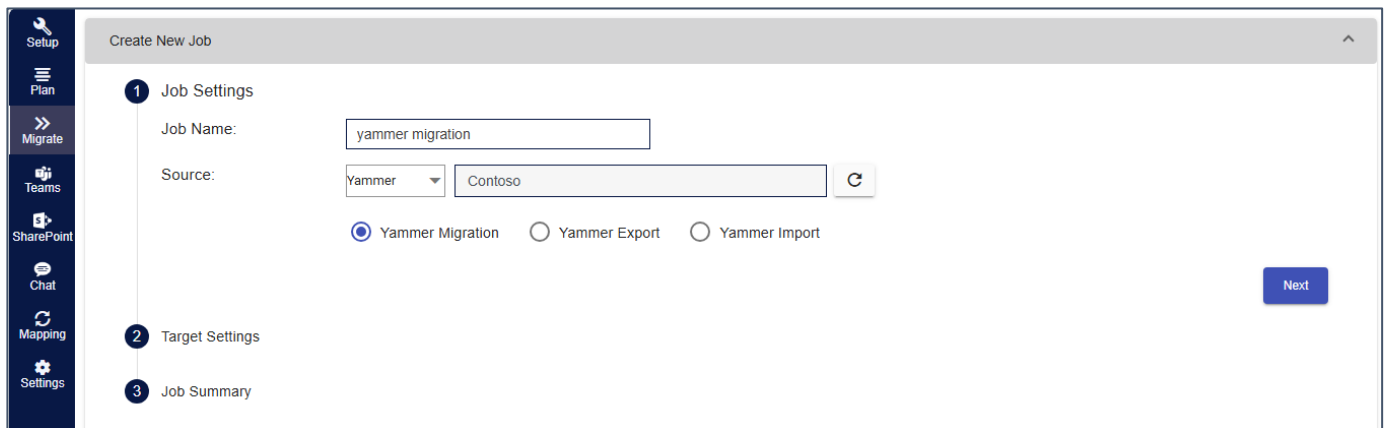 Setup
Plan
Migrate
Teams
SharePoint
Chat
Mapping
Settings
Create New Job
1 Job Settings
Job Name: yammer migration
Source: Yammer Contoso
Yammer Migration Yammer Export Yammer Import
Next
2 Target Settings
3 Job Summary